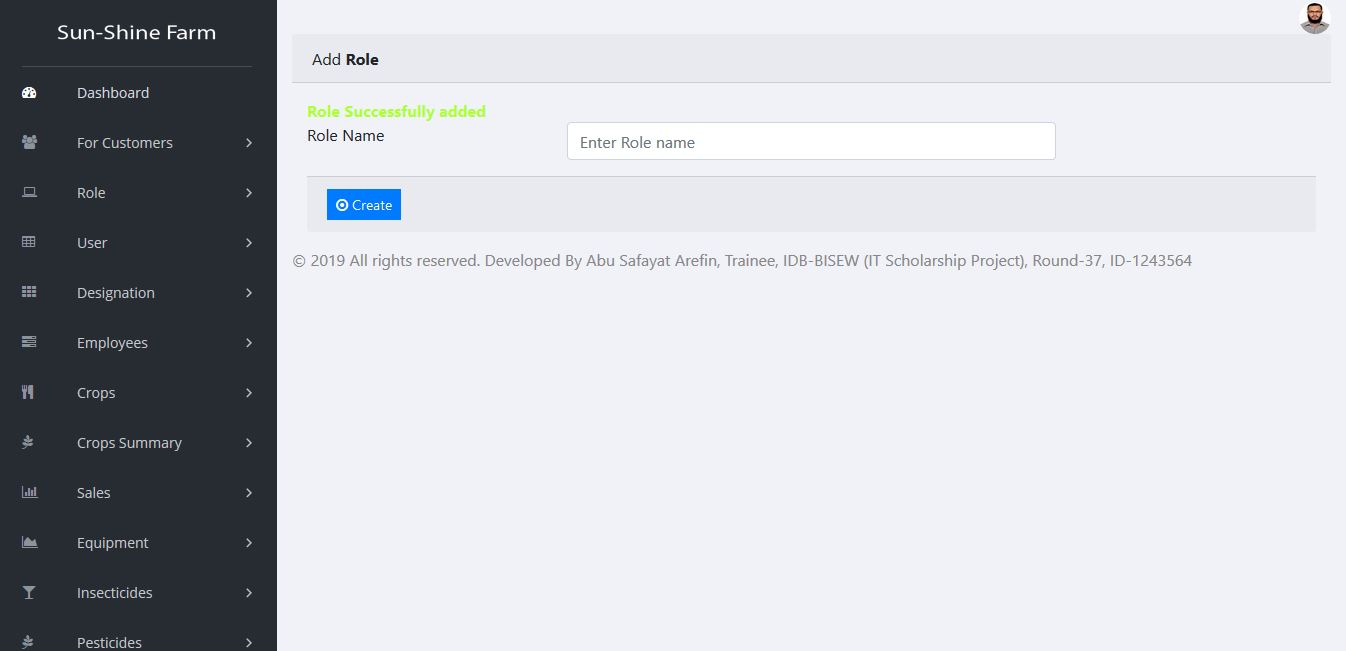 Sun-Shine Farm
Dashboard
For Customers
Role
User
Designation
Employees
Crops
Crops Summary
Sales
Equipment
Insecticides
Pesticides
Add Role
Role Successfully added
Role Name
Enter Role name
Create
© 2019 All rights reserved. Developed By Abu Safayat Arefin, Trainee, IDB-BISEW (IT Scholarship Project), Round-37, ID-1243564